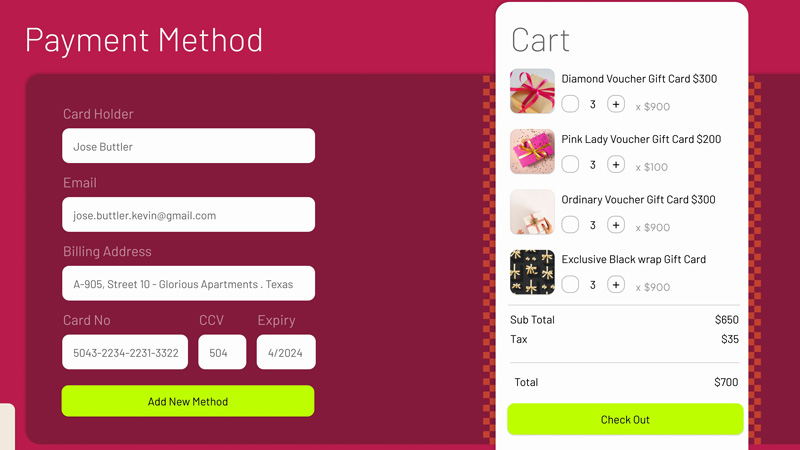 Payment Method
Card Holder
Jose Buttler
Email
jose.buttler.kevin@gmail.com
Billing Address
A-905, Street 10 - Glorious Apartments . Texas
Card No CCV Expiry
5043-2234-2231-3322 504 4/2024
Add New Method
Cart
Diamond Voucher Gift Card $300
3 + x $900
Pink Lady Voucher Gift Card $200
3 + x $100
Ordinary Voucher Gift Card $300
3 + x $900
Exclusive Black wrap Gift Card
3 + x $900
Sub Total $650
Tax $35
Total $700
Check Out